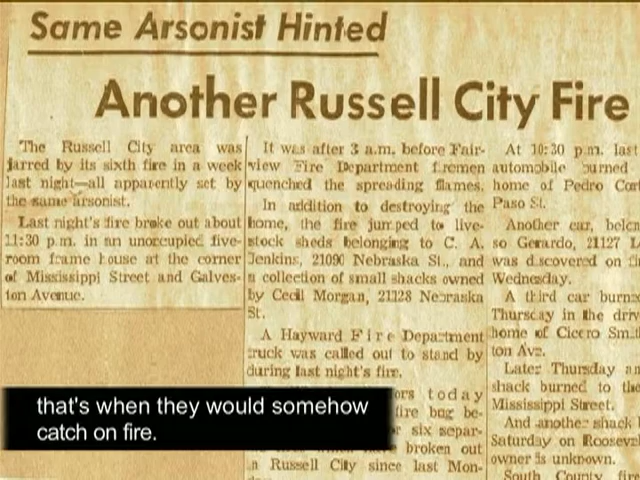 Same Arsonist Hinted
Another Russell City Fire
The Russell City area was
jarred by its sixth fire in a week
last night—all apparently set by
the same arsonist.
Last night's fire broke out about
11:30 p.m. in an unoccupied five-
room frame house at the corner
of Mississippi Street and Galves-
ton Avenue.
It was after 3 a.m. before Fair-
view Fire Department firemen
quenched the spreading flames.
In addition to destroying the
home, the fire jumped to live-
stock sheds belonging to C. A.
Jenkins, 21090 Nebraska St., and
a collection of small shacks owned
by Cecil Morgan, 21128 Nebraska
St.
A Hayward Fire Department
truck was called out to stand by
during last night's fire.
ors today
fire bug be-
six separ-
broken out
n Russell City since last Mon-
At 10:30 p.m. last
automobile burned
home of Pedro
Paso St.
Another car,
so Gerardo, 21127
was discovered on
Wednesday.
A third car
Thursday in the
home of Cicero
ton Ave.
Later Thursday
shack burned to
Mississippi Street.
And another shack
Saturday on
owner is unknown.
South County
that's when they would somehow
catch on fire.